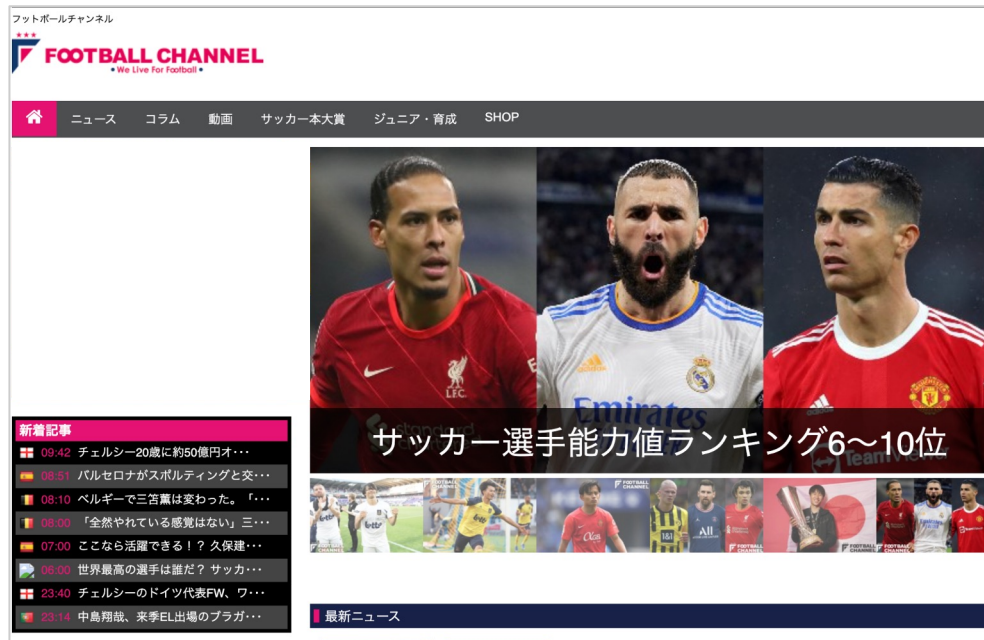 フットボールチャンネル
FOOTBALL CHANNEL
• We Live For Football •
ニュース コラム 動画 サッカー本大賞 ジュニア・育成 SHOP
L.F.C.
standard
Emirates
TeamViewer
サッカー選手能力値ランキング6〜10位
新着記事
09:42 チェルシー20歳に約50億円オ・・・
08:51 バルセロナがスポルティングと交・・・
08:10 ベルギーで三笘薫は変わった。「・・・
08:00 「全然やれている感覚はない」三・・・
07:00 ここなら活躍できる!？ 久保建・・・
06:00 世界最高の選手は誰だ？ サッカ・・・
23:40 チェルシーのドイツ代表FW、ワ・・・
23:14 中島翔哉、来季EL出場のブラガ・・・
最新ニュース